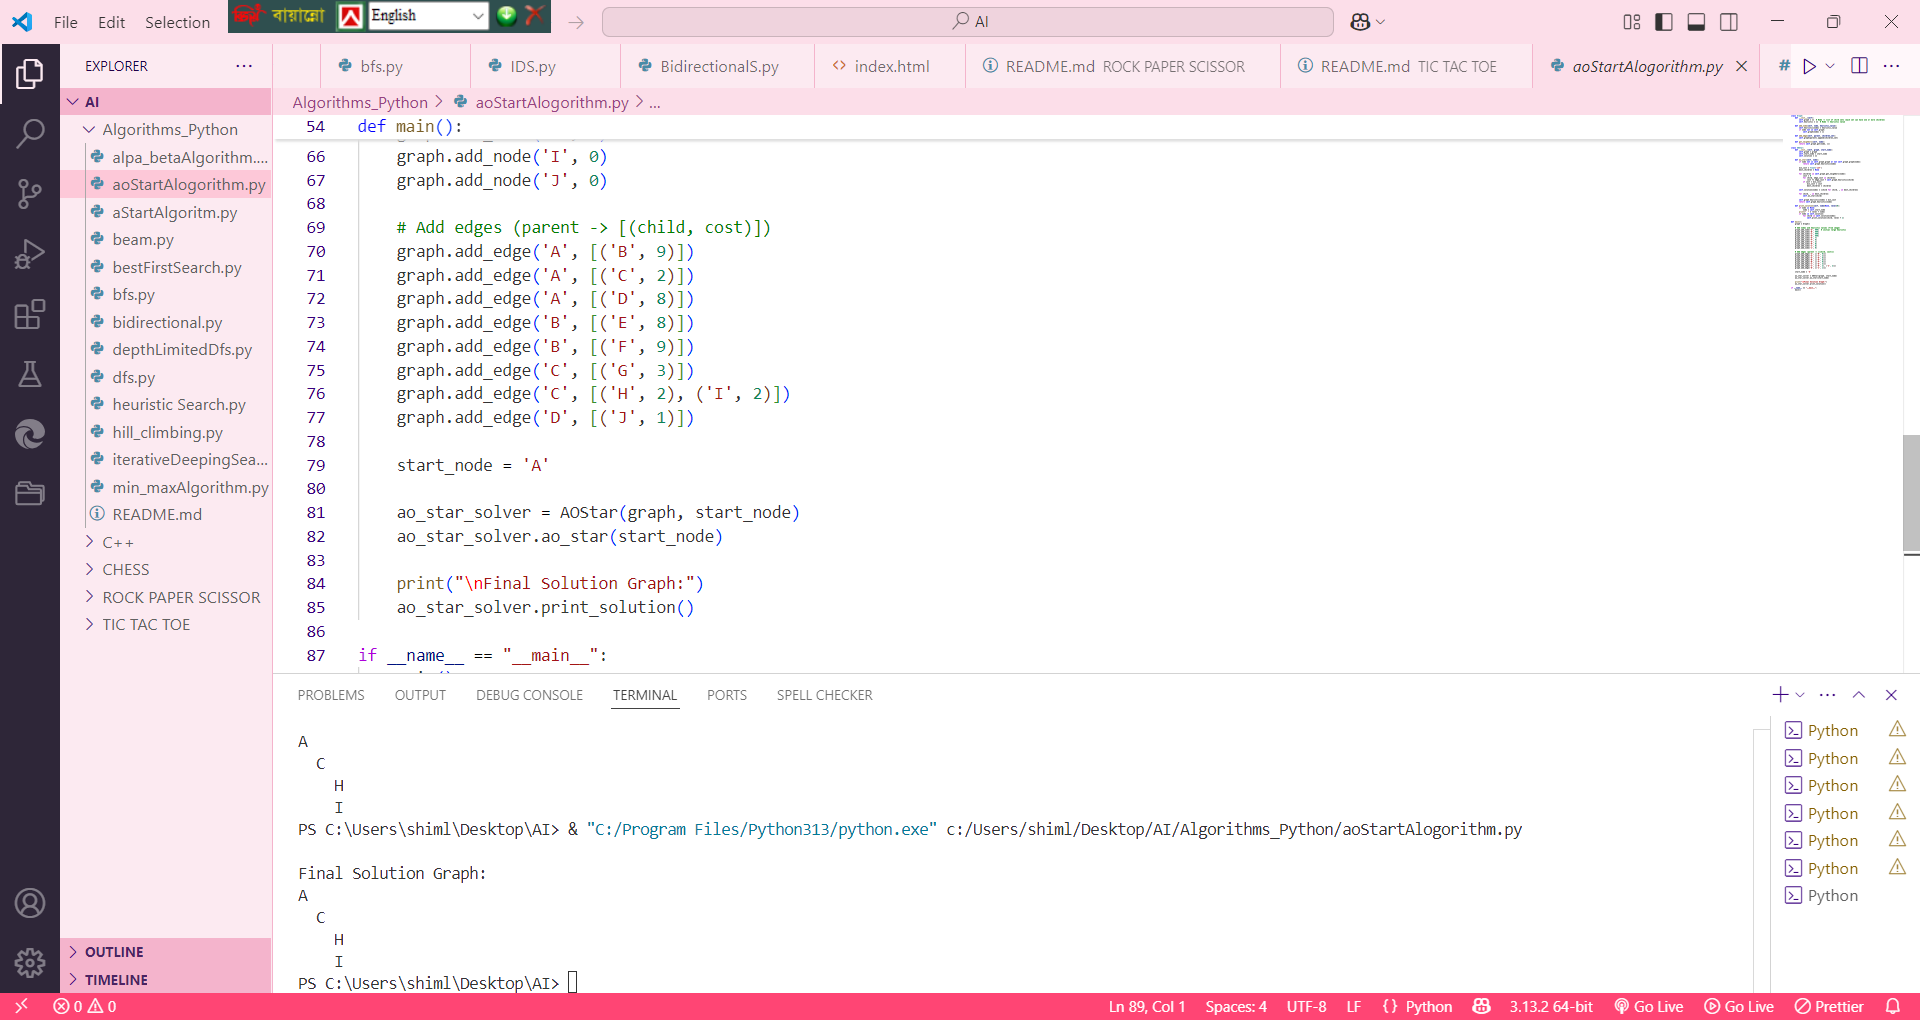 File Edit Selection
বায়ান্নো English
AI
EXPLORER
bfs.py
IDS.py
BidirectionalS.py
index.html
README.md ROCK PAPER SCISSOR
README.md TIC TAC TOE
aoStartAlogorithm.py
AI
Algorithms_Python
alpa_betaAlgorithm....
aoStartAlogorithm.py
aStartAlgoritm.py
beam.py
bestFirstSearch.py
bfs.py
bidirectional.py
depthLimitedDfs.py
dfs.py
heuristic Search.py
hill_climbing.py
iterativeDeepingSea...
min_maxAlgorithm.py
README.md
C++
CHESS
ROCK PAPER SCISSOR
TIC TAC TOE
OUTLINE
TIMELINE
Algorithms_Python > aoStartAlogorithm.py > ...
54 def main():
66 graph.add_node('I', 0)
67 graph.add_node('J', 0)
68
69 # Add edges (parent -> [(child, cost)])
70 graph.add_edge('A', [('B', 9)])
71 graph.add_edge('A', [('C', 2)])
72 graph.add_edge('A', [('D', 8)])
73 graph.add_edge('B', [('E', 8)])
74 graph.add_edge('B', [('F', 9)])
75 graph.add_edge('C', [('G', 3)])
76 graph.add_edge('C', [('H', 2), ('I', 2)])
77 graph.add_edge('D', [('J', 1)])
78
79 start_node = 'A'
80
81 ao_star_solver = AOStar(graph, start_node)
82 ao_star_solver.ao_star(start_node)
83
84 print("\nFinal Solution Graph:")
85 ao_star_solver.print_solution()
86
87 if __name__ == "__main__":
PROBLEMS OUTPUT DEBUG CONSOLE TERMINAL PORTS SPELL CHECKER
A
C
H
I
PS C:\Users\shiml\Desktop\AI> & "C:/Program Files/Python313/python.exe" c:/Users/shiml/Desktop/AI/Algorithms_Python/aoStartAlogorithm.py
Final Solution Graph:
A
C
H
I
PS C:\Users\shiml\Desktop\AI>
Python
Python
Python
Python
Python
Python
Python
0 0
Ln 89, Col 1 Spaces: 4 UTF-8 LF {} Python 3.13.2 64-bit Go Live Go Live Prettier